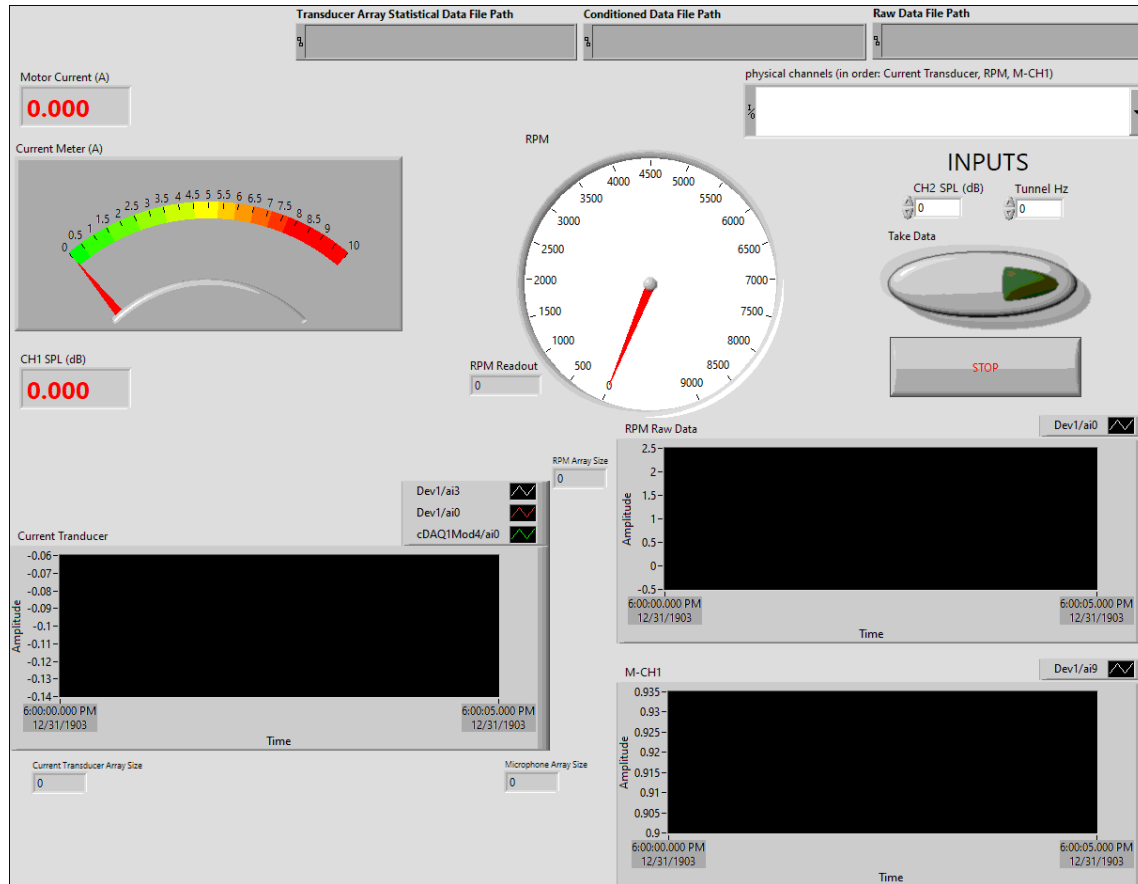 Transducer Array Statistical Data File Path
Conditioned Data File Path
Raw Data File Path
Motor Current (A)
0.000
physical channels (in order: Current Transducer, RPM, M-CH1)
I/O
Current Meter (A)
0 0.5 1 1.5 2 2.5 3 3.5 4 4.5 5 5.5 6 6.5 7 7.5 8 8.5 9 10
RPM
0 500 1000 1500 2000 2500 3000 3500 4000 4500 5000 5500 6000 6500 7000 7500 8000 8500 9000
INPUTS
CH2 SPL (dB)
0
Tunnel Hz
0
Take Data
STOP
CH1 SPL (dB)
0.000
RPM Readout
0
RPM Raw Data
Dev1/ai0
2.5
2
1.5
1
0.5
0
-0.5
Amplitude
6:00:00.000 PM
12/31/1903
6:00:05.000 PM
12/31/1903
Time
RPM Array Size
0
Current Tranducer
Dev1/ai3
Dev1/ai0
cDAQ1Mod4/ai0
-0.06
-0.07
-0.08
-0.09
-0.1
-0.11
-0.12
-0.13
-0.14
Amplitude
6:00:00.000 PM
12/31/1903
6:00:05.000 PM
12/31/1903
Time
M-CH1
Dev1/ai9
0.935
0.93
0.925
0.92
0.915
0.91
0.905
0.9
Amplitude
6:00:00.000 PM
12/31/1903
6:00:05.000 PM
12/31/1903
Time
Current Transducer Array Size
0
Microphone Array Size
0